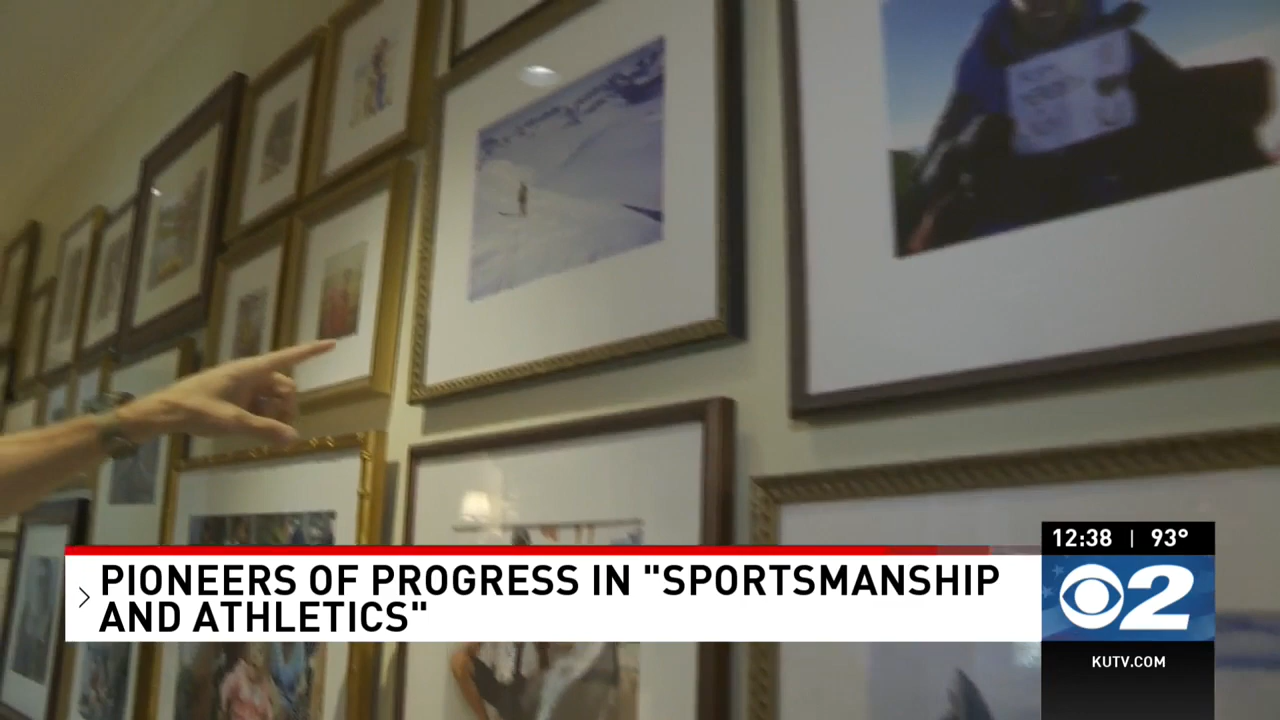 12:38 | 93°
PIONEERS OF PROGRESS IN "SPORTSMANSHIP
AND ATHLETICS"
2
KUTV.COM